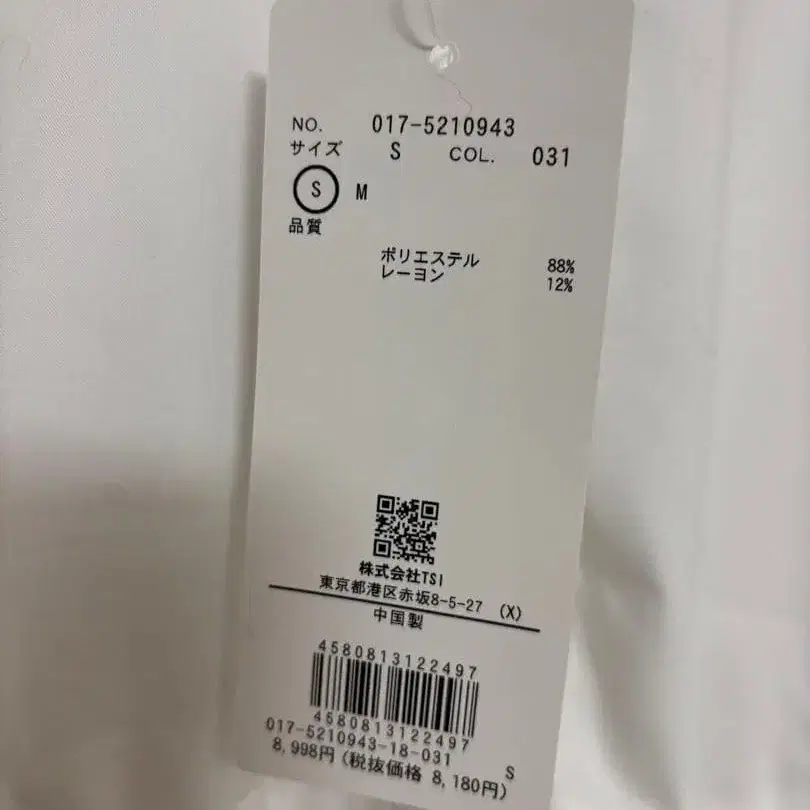 NO. 017-5210943
サイズ S COL. 031
S M
品質
ポリエステル 88%
レーヨン 12%
株式会社TSI
東京都港区赤坂8-5-27 (X)
中国製
4580813122497
4580813122497
017-5210943-18-031 S
8,998円(税抜価格 8,180円)